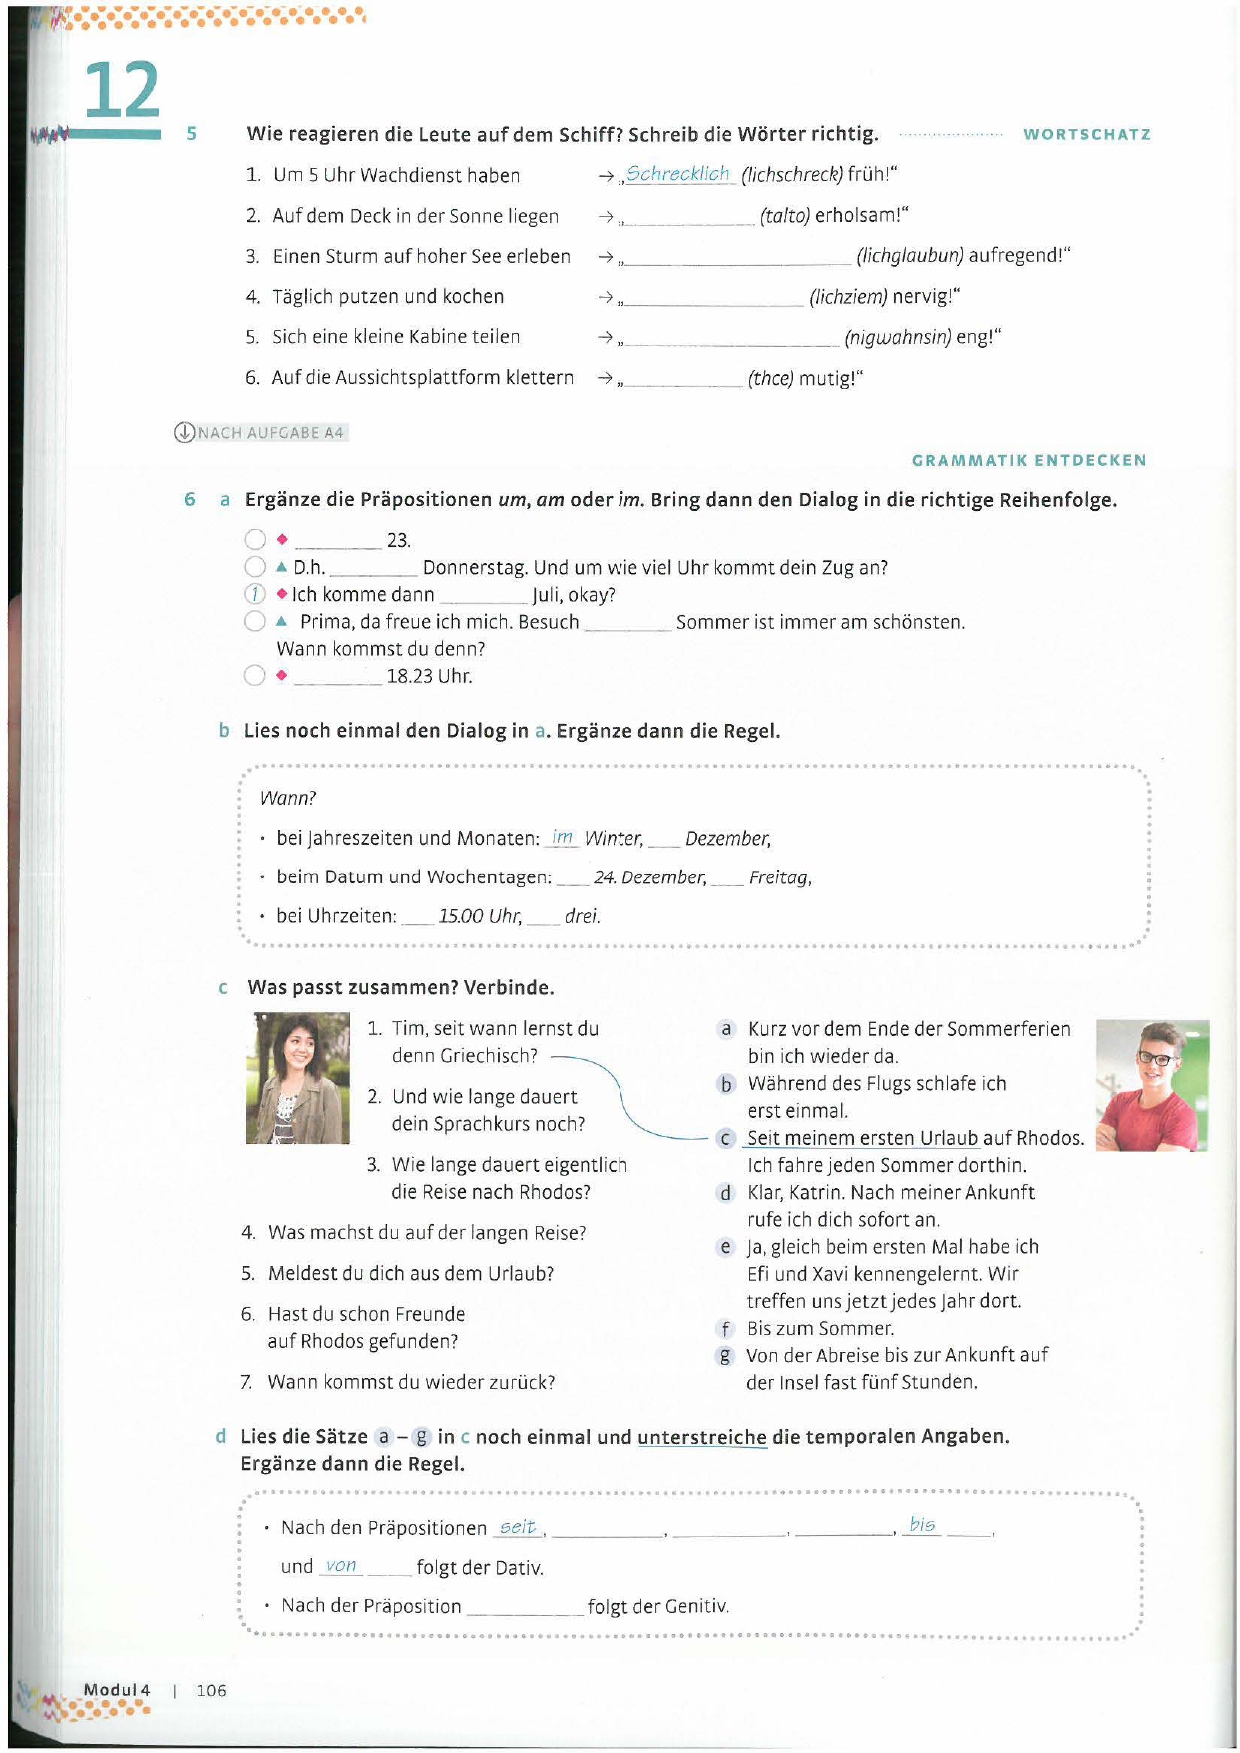 12
5 Wie reagieren die Leute auf dem Schiff? Schreib die Wörter richtig. WORTSCHATZ
1. Um 5 Uhr Wachdienst haben → „Schrecklich (lichschreck) früh!“
2. Auf dem Deck in der Sonne liegen → „____________ (talto) erholsam!“
3. Einen Sturm auf hoher See erleben → „____________ (lichglaubun) aufregend!“
4. Täglich putzen und kochen → „____________ (lichziem) nervig!“
5. Sich eine kleine Kabine teilen → „____________ (nigwahnsin) eng!“
6. Auf die Aussichtsplattform klettern → „____________ (thce) mutig!“
NACH AUFGABE A4
GRAMMATIK ENTDECKEN
6 a Ergänze die Präpositionen um, am oder im. Bring dann den Dialog in die richtige Reihenfolge.
○ ◆ ________ 23.
○ ▲ D.h. ________ Donnerstag. Und um wie viel Uhr kommt dein Zug an?
① ◆ Ich komme dann ________ Juli, okay?
○ ▲ Prima, da freue ich mich. Besuch ________ Sommer ist immer am schönsten.
Wann kommst du denn?
○ ◆ ________ 18.23 Uhr.
b Lies noch einmal den Dialog in a. Ergänze dann die Regel.
Wann?
· bei Jahreszeiten und Monaten: im Winter, ___ Dezember,
· beim Datum und Wochentagen: ___ 24. Dezember, ___ Freitag,
· bei Uhrzeiten: ___ 15.00 Uhr, ___ drei.
c Was passt zusammen? Verbinde.
1. Tim, seit wann lernst du
denn Griechisch?
2. Und wie lange dauert
dein Sprachkurs noch?
3. Wie lange dauert eigentlich
die Reise nach Rhodos?
4. Was machst du auf der langen Reise?
5. Meldest du dich aus dem Urlaub?
6. Hast du schon Freunde
auf Rhodos gefunden?
7. Wann kommst du wieder zurück?
a Kurz vor dem Ende der Sommerferien
bin ich wieder da.
b Während des Flugs schlafe ich
erst einmal.
c Seit meinem ersten Urlaub auf Rhodos.
Ich fahre jeden Sommer dorthin.
d Klar, Katrin. Nach meiner Ankunft
rufe ich dich sofort an.
e Ja, gleich beim ersten Mal habe ich
Efi und Xavi kennengelernt. Wir
treffen uns jetzt jedes Jahr dort.
f Bis zum Sommer.
g Von der Abreise bis zur Ankunft auf
der Insel fast fünf Stunden.
d Lies die Sätze a – g in c noch einmal und unterstreiche die temporalen Angaben.
Ergänze dann die Regel.
· Nach den Präpositionen seit, __________, __________, __________, bis ____,
und von ____ folgt der Dativ.
· Nach der Präposition __________ folgt der Genitiv.
Modul 4 | 106